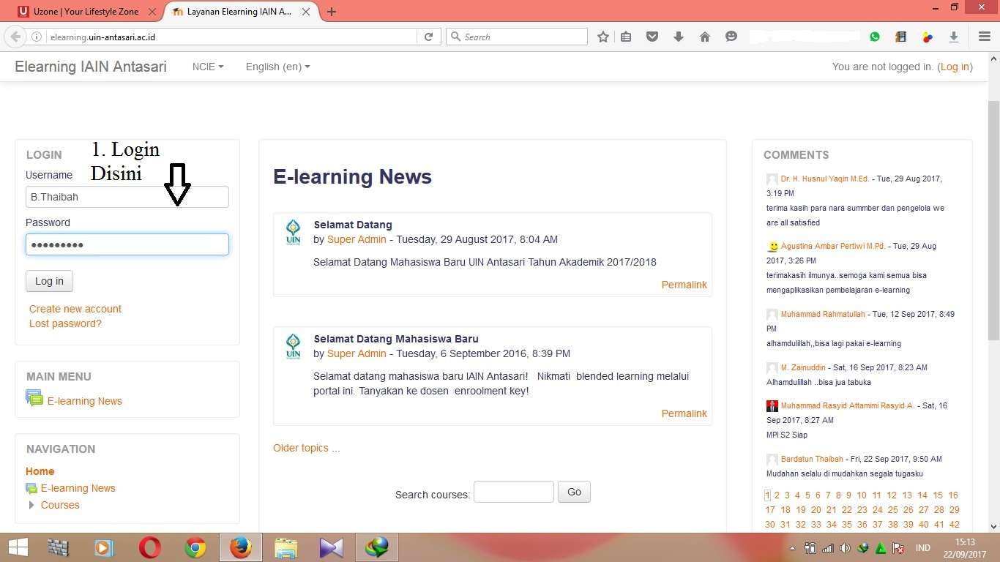 Uzone | Your Lifestyle Zone
Layanan Elearning IAIN A...
elearning.uin-antasari.ac.id
Search
Elearning IAIN Antasari
NCIE
English (en)
You are not logged in. (Log in)
LOGIN
1. Login
Disini
Username
B.Thaibah
Password
Log in
Create new account
Lost password?
MAIN MENU
E-learning News
NAVIGATION
Home
E-learning News
Courses
E-learning News
UIN
Selamat Datang
by Super Admin - Tuesday, 29 August 2017, 8:04 AM
Selamat Datang Mahasiswa Baru UIN Antasari Tahun Akademik 2017/2018
Permalink
UIN
Selamat Datang Mahasiswa Baru
by Super Admin - Tuesday, 6 September 2016, 8:39 PM
Selamat datang mahasiswa baru IAIN Antasari! Nikmati blended learning melalui
portal ini. Tanyakan ke dosen enroolment key!
Permalink
Older topics ...
Search courses:
Go
COMMENTS
Dr. H. Husnul Yaqin M.Ed. - Tue, 29 Aug 2017,
3:19 PM
terima kasih para nara summber dan pengelola we
are all satisfied
Agustina Ambar Pertiwi M.Pd. - Tue, 29 Aug
2017, 3:26 PM
terimakasih ilmunya..semoga kami semua bisa
mengaplikasikan pembelajaran e-learning
Muhammad Rahmatullah - Tue, 12 Sep 2017, 8:49
PM
alhamdulillah,,bisa lagi pakai e-learning
M. Zainuddin - Sat, 16 Sep 2017, 8:23 AM
Alhamdulillah ..bisa jua tabuka
Muhammad Rasyid Attamimi Rasyid A. - Sat, 16
Sep 2017, 8:27 AM
MPI S2 Siap
Bardatun Thaibah - Fri, 22 Sep 2017, 9:50 AM
Mudahan selalu di mudahkan segala tugasku
1 2 3 4 5 6 7 8 9 10 11 12 13 14 15 16
17 18 19 20 21 22 23 24 25 26 27 28 29
30 31 32 33 34 35 36 37 38 39 40 41 42
IND
15:13
22/09/2017